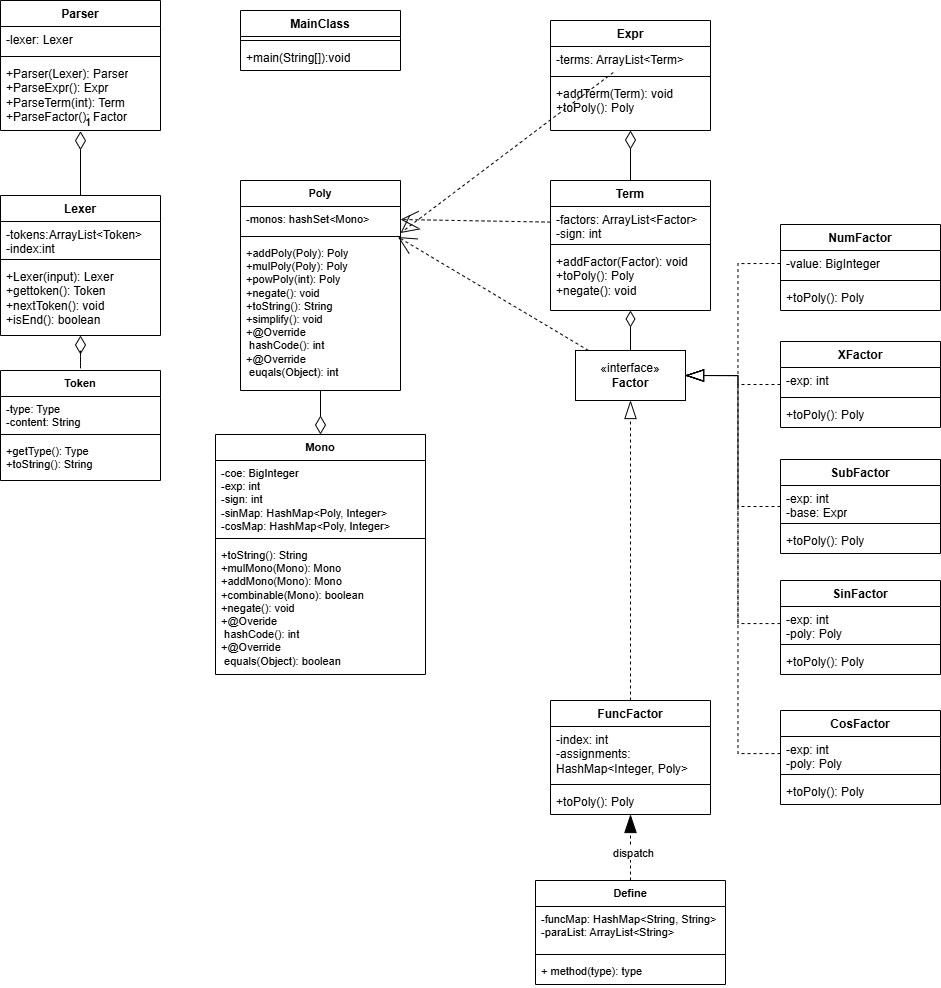 Parser
-lexer: Lexer
+Parser(Lexer): Parser
+ParseExpr(): Expr
+ParseTerm(int): Term
+ParseFactor(): Factor
1
Lexer
-tokens:ArrayList<Token>
-index:int
+Lexer(input): Lexer
+gettoken(): Token
+nextToken(): void
+isEnd(): boolean
Token
-type: Type
-content: String
+getType(): Type
+toString(): String
MainClass
+main(String[]):void
Poly
-monos: hashSet<Mono>
+addPoly(Poly): Poly
+mulPoly(Poly): Poly
+powPoly(int): Poly
+negate(): void
+toString(): String
+simplify(): void
+@Override
hashCode(): int
+@Override
euqals(Object): int
Mono
-coe: BigInteger
-exp: int
-sign: int
-sinMap: HashMap<Poly, Integer>
-cosMap: HashMap<Poly, Integer>
+toString(): String
+mulMono(Mono): Mono
+addMono(Mono): Mono
+combinable(Mono): boolean
+negate(): void
+@Overide
hashCode(): int
+@Override
equals(Object): boolean
Expr
-terms: ArrayList<Term>
+addTerm(Term): void
+toPoly(): Poly
Term
-factors: ArrayList<Factor>
-sign: int
+addFactor(Factor): void
+toPoly(): Poly
+negate(): void
«interface»
Factor
FuncFactor
-index: int
-assignments:
HashMap<Integer, Poly>
+toPoly(): Poly
dispatch
Define
-funcMap: HashMap<String, String>
-paraList: ArrayList<String>
+ method(type): type
NumFactor
-value: BigInteger
+toPoly(): Poly
XFactor
-exp: int
+toPoly(): Poly
SubFactor
-exp: int
-base: Expr
+toPoly(): Poly
SinFactor
-exp: int
-poly: Poly
+toPoly(): Poly
CosFactor
-exp: int
-poly: Poly
+toPoly(): Poly